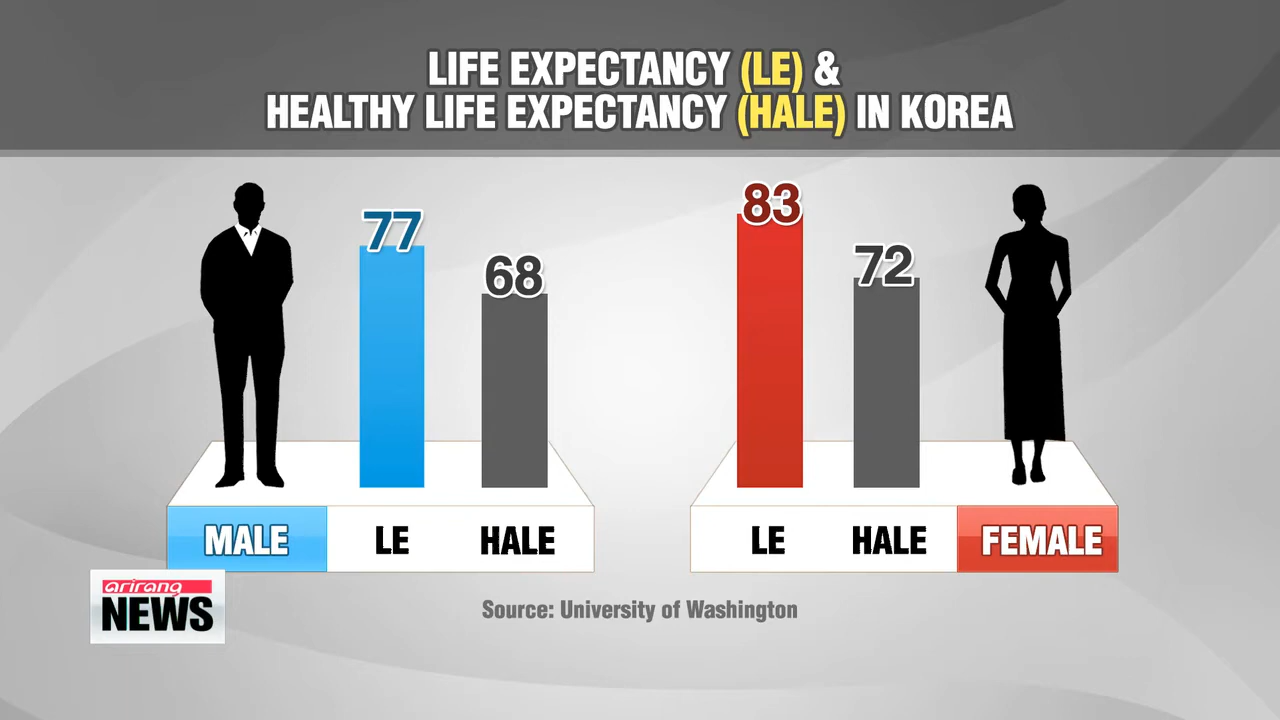 LIFE EXPECTANCY (LE) &
HEALTHY LIFE EXPECTANCY (HALE) IN KOREA
77
68
83
72
MALE
LE
HALE
LE
HALE
FEMALE
arirang
NEWS
Source: University of Washington